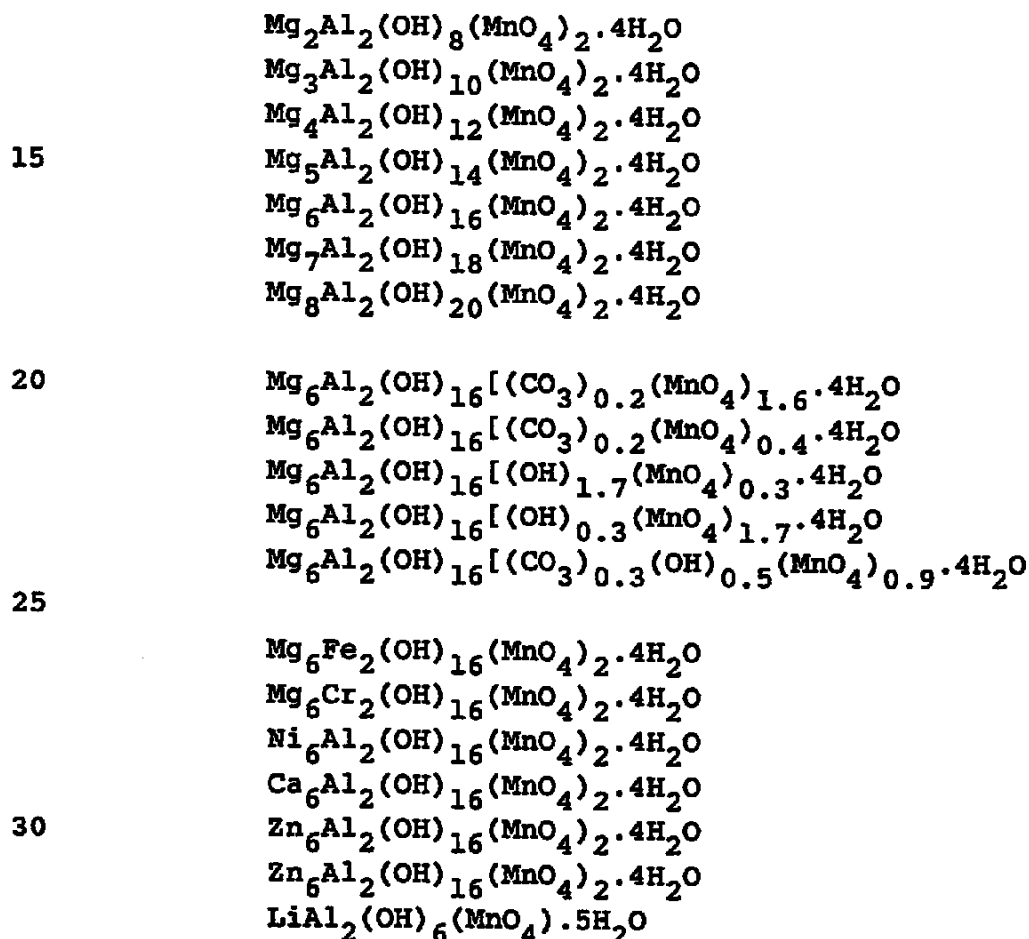 Mg2Al2(OH)8(MnO4)2.4H2O
Mg3Al2(OH)10(MnO4)2.4H2O
Mg4Al2(OH)12(MnO4)2.4H2O
15 Mg5Al2(OH)14(MnO4)2.4H2O
Mg6Al2(OH)16(MnO4)2.4H2O
Mg7Al2(OH)18(MnO4)2.4H2O
Mg8Al2(OH)20(MnO4)2.4H2O
20 Mg6Al2(OH)16[(CO3)0.2(MnO4)1.6.4H2O
Mg6Al2(OH)16[(CO3)0.2(MnO4)0.4.4H2O
Mg6Al2(OH)16[(OH)1.7(MnO4)0.3.4H2O
Mg6Al2(OH)16[(OH)0.3(MnO4)1.7.4H2O
Mg6Al2(OH)16[(CO3)0.3(OH)0.5(MnO4)0.9.4H2O
25
Mg6Fe2(OH)16(MnO4)2.4H2O
Mg6Cr2(OH)16(MnO4)2.4H2O
Ni6Al2(OH)16(MnO4)2.4H2O
Ca6Al2(OH)16(MnO4)2.4H2O
30 Zn6Al2(OH)16(MnO4)2.4H2O
Zn6Al2(OH)16(MnO4)2.4H2O
LiAl2(OH)6(MnO4).5H2O